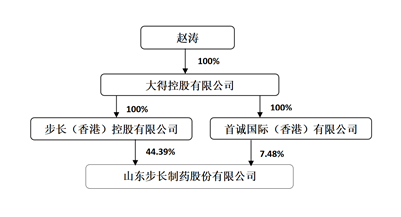 赵涛
100%
大得控股有限公司
100%
100%
步长（香港）控股有限公司
首诚国际（香港）有限公司
44.39%
7.48%
山东步长制药股份有限公司